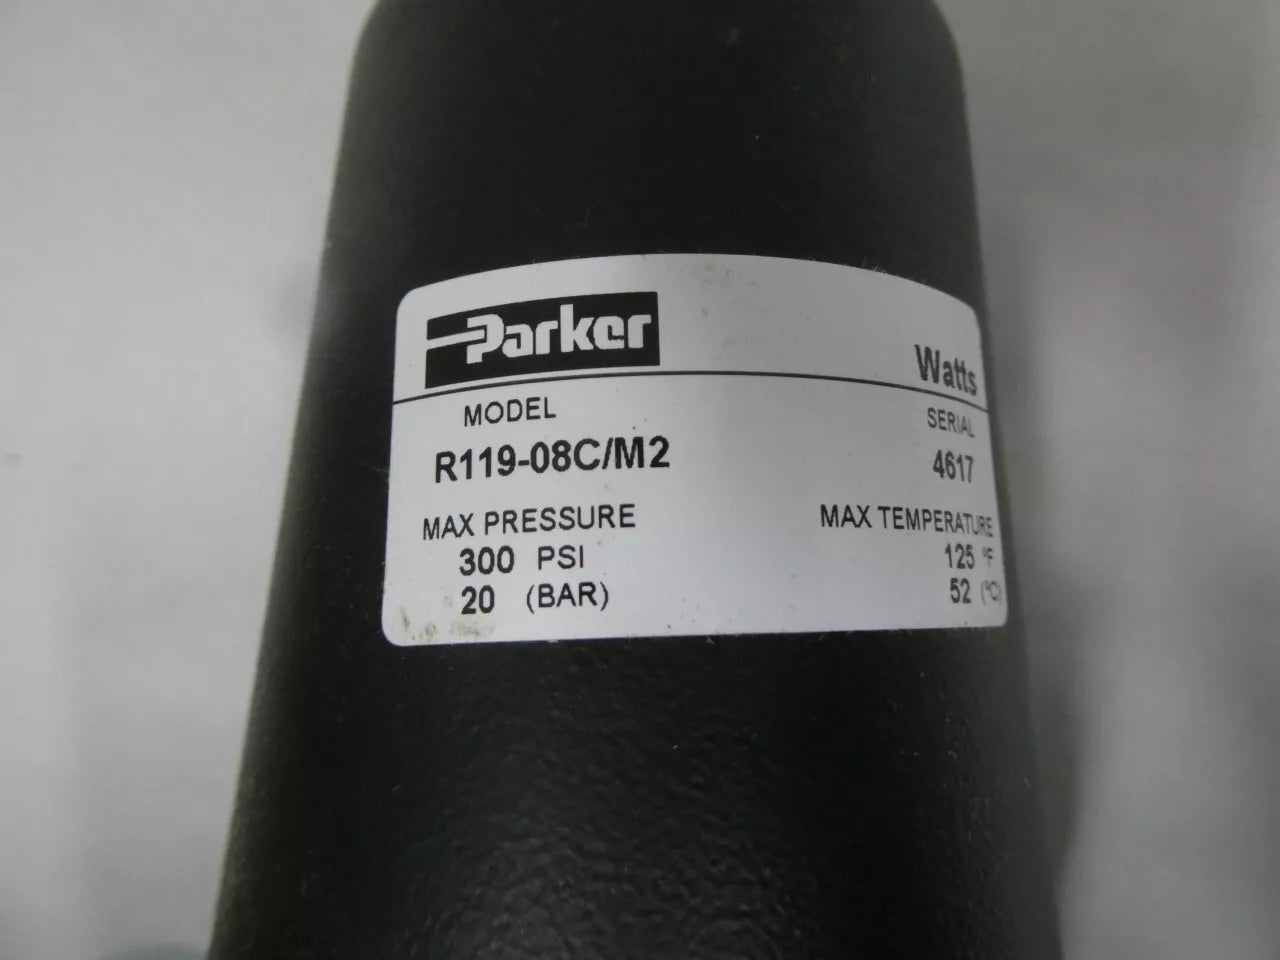 Parker Watts
MODEL SERIAL
R119-08C/M2 4617
MAX PRESSURE MAX TEMPERATURE
300 PSI 125 °F
20 (BAR) 52 (°C)